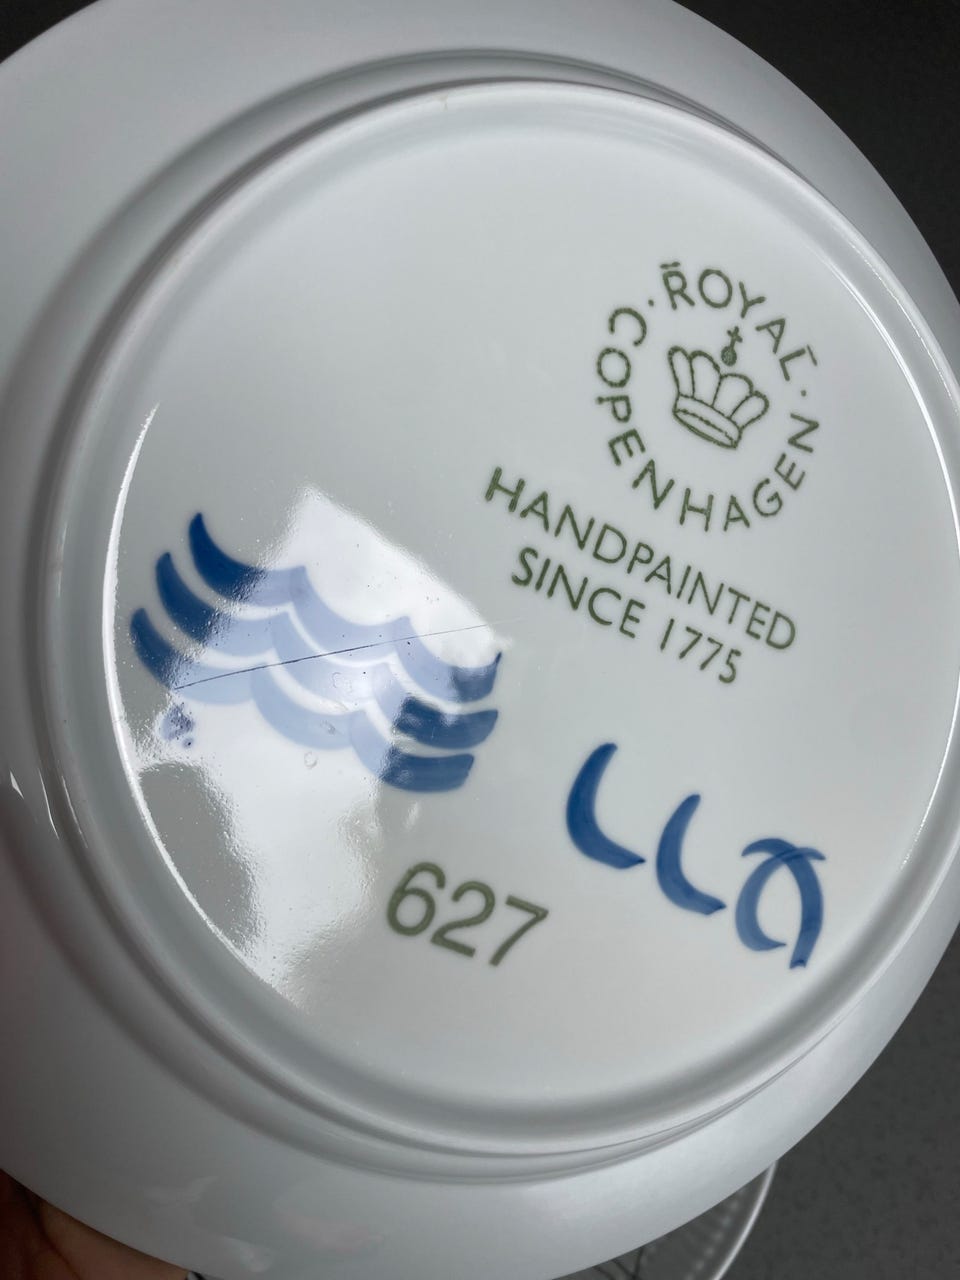 ROYAL · COPENHAGEN ·
HANDPAINTED
SINCE 1775
627